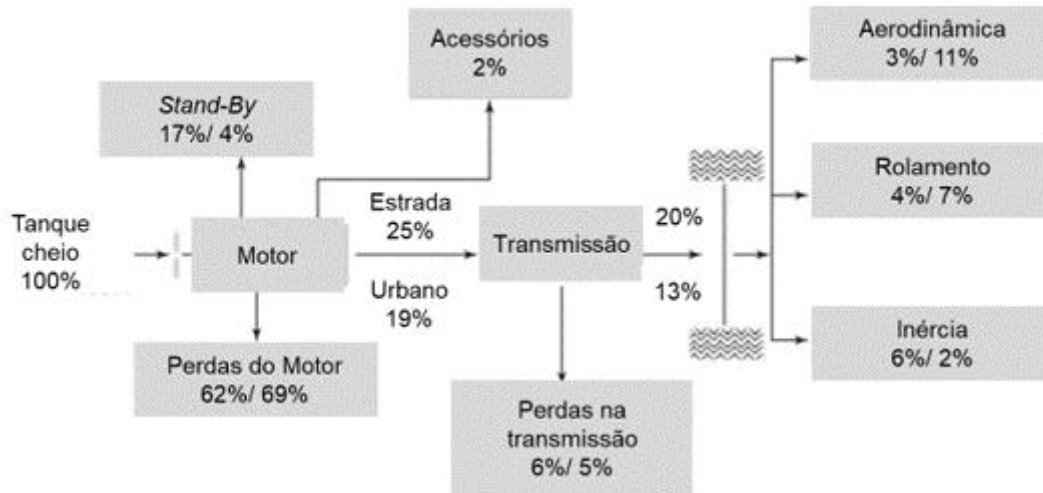 Tanque
cheio
100%
Stand-By
17%/ 4%
Acessórios
2%
Motor
Perdas do Motor
62%/ 69%
Estrada
25%
Urbano
19%
Transmissão
Perdas na
transmissão
6%/ 5%
20%
13%
Aerodinâmica
3%/ 11%
Rolamento
4%/ 7%
Inércia
6%/ 2%